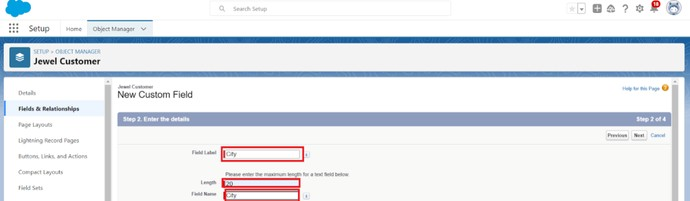 Search Setup
18
Setup
Home
Object Manager
SETUP > OBJECT MANAGER
Jewel Customer
Details
Fields & Relationships
Page Layouts
Lightning Record Pages
Buttons, Links, and Actions
Compact Layouts
Field Sets
Jewel Customer
New Custom Field
Help for this Page
Step 2. Enter the details
Step 2 of 4
Previous
Next
Cancel
Field Label
City
Please enter the maximum length for a text field below.
Length
20
Field Name
City